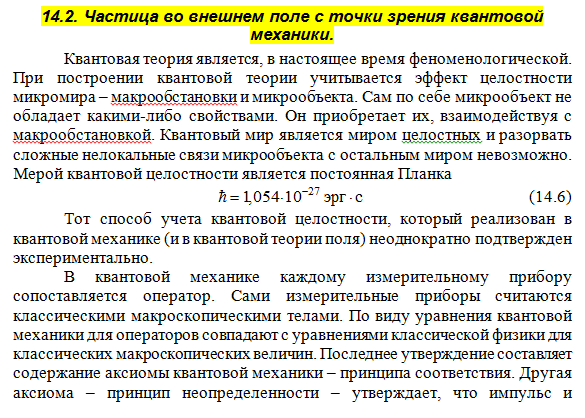 14.2. Частица во внешнем поле с точки зрения квантовой
механики.
Квантовая теория является, в настоящее время феноменологической.
При построении квантовой теории учитывается эффект целостности
микромира – макрообстановки и микрообъекта. Сам по себе микрообъект не
обладает какими-либо свойствами. Он приобретает их, взаимодействуя с
макрообстановкой. Квантовый мир является миром целостных и разорвать
сложные нелокальные связи микрообъекта с остальным миром невозможно.
Мерой квантовой целостности является постоянная Планка
ℏ = 1,054·10⁻²⁷ эрг·с (14.6)
Тот способ учета квантовой целостности, который реализован в
квантовой механике (и в квантовой теории поля) неоднократно подтвержден
экспериментально.
В квантовой механике каждому измерительному прибору
сопоставляется оператор. Сами измерительные приборы считаются
классическими макроскопическими телами. По виду уравнения квантовой
механики для операторов совпадают с уравнениями классической физики для
классических макроскопических величин. Последнее утверждение составляет
содержание аксиомы квантовой механики – принципа соответствия. Другая
аксиома – принцип неопределенности – утверждает, что импульс и